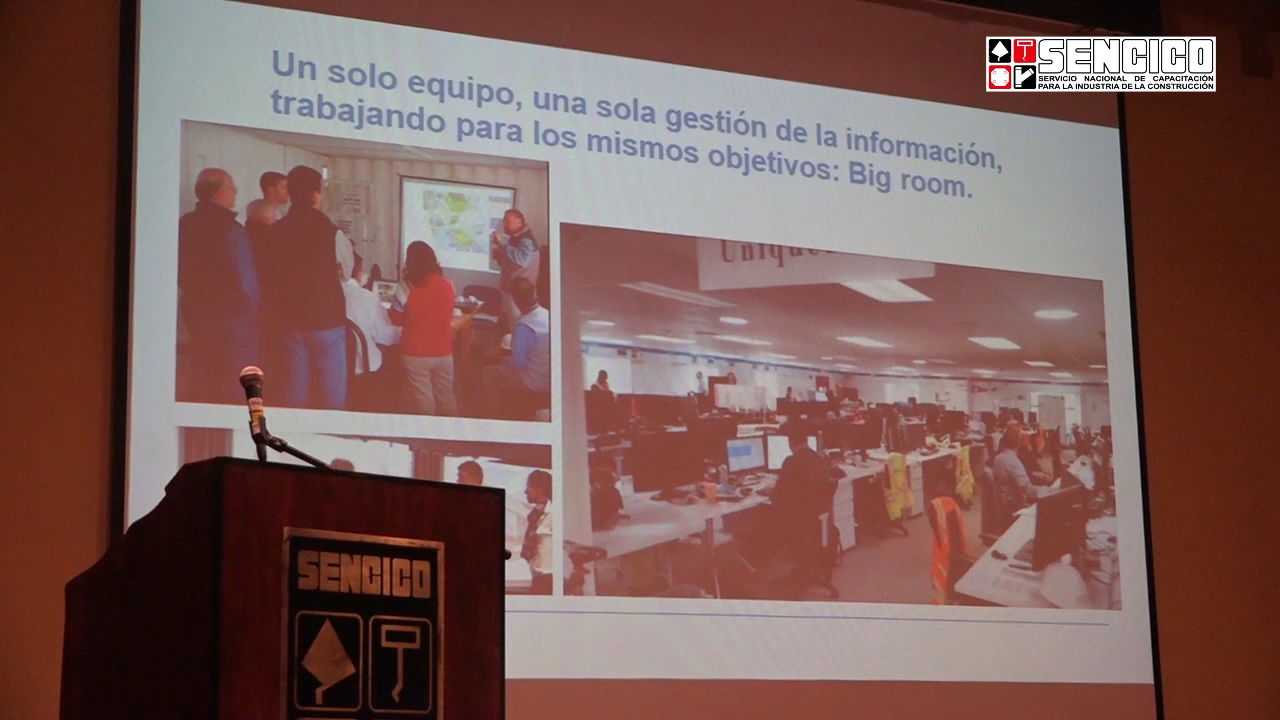 SENCICO
SERVICIO NACIONAL DE CAPACITACIÓN
PARA LA INDUSTRIA DE LA CONSTRUCCIÓN
Un solo equipo, una sola gestión de la información,
trabajando para los mismos objetivos: Big room.
SENCICO